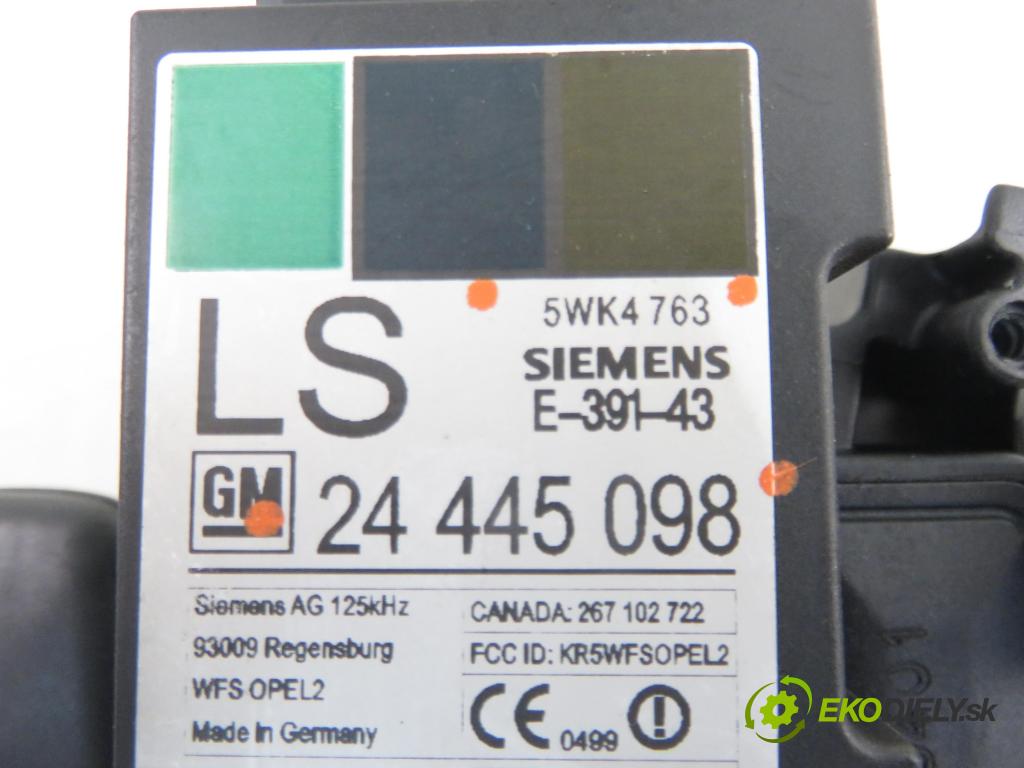 LS
5WK4 763
SIEMENS
E-391-43
GM
24 445 098
Siemens AG 125kHz
93009 Regensburg
WFS OPEL2
Made In Germany
CANADA: 267 102 722
FCC ID: KR5WFSOPEL2
CE 0499
EKODIELY.sk